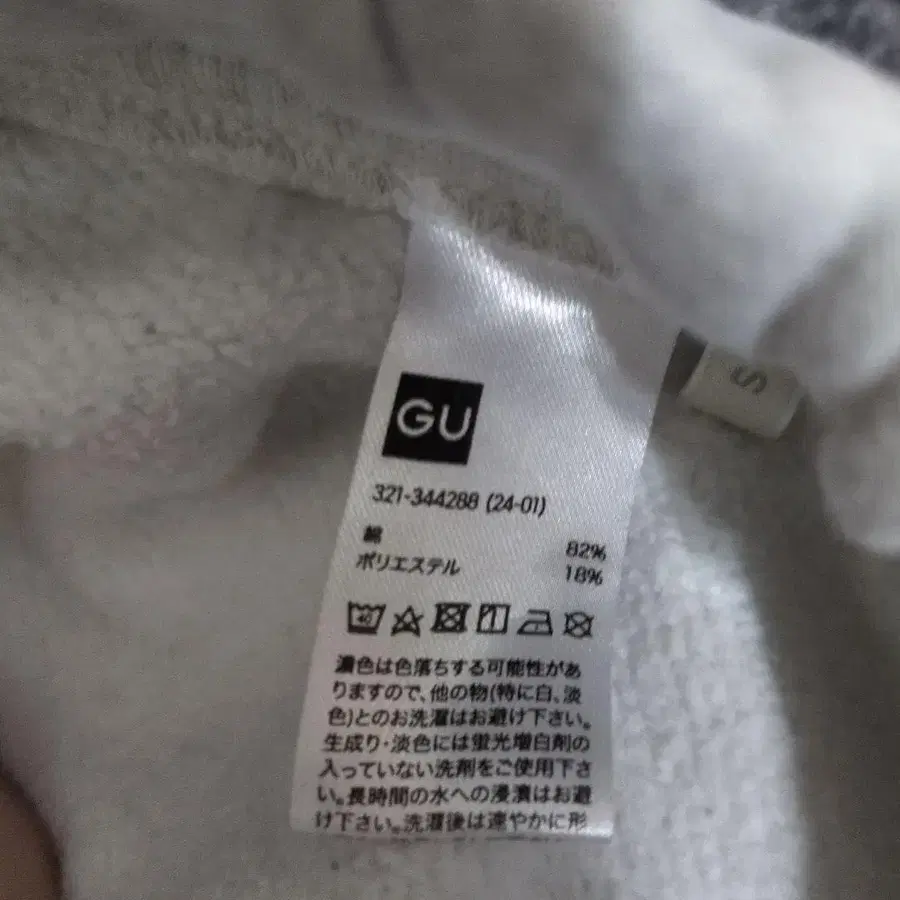 GU
S
321-344288 (24-01)
綿 82%
ポリエステル 18%
40
濃色は色落ちする可能性があ
りますので、他の物(特に白、淡
色)とのお洗濯はお避け下さい。
生成り・淡色には蛍光増白剤の
入っていない洗剤をご使用下さ
い。長時間の水への浸漬はお避
け下さい。洗濯後は速やかに形